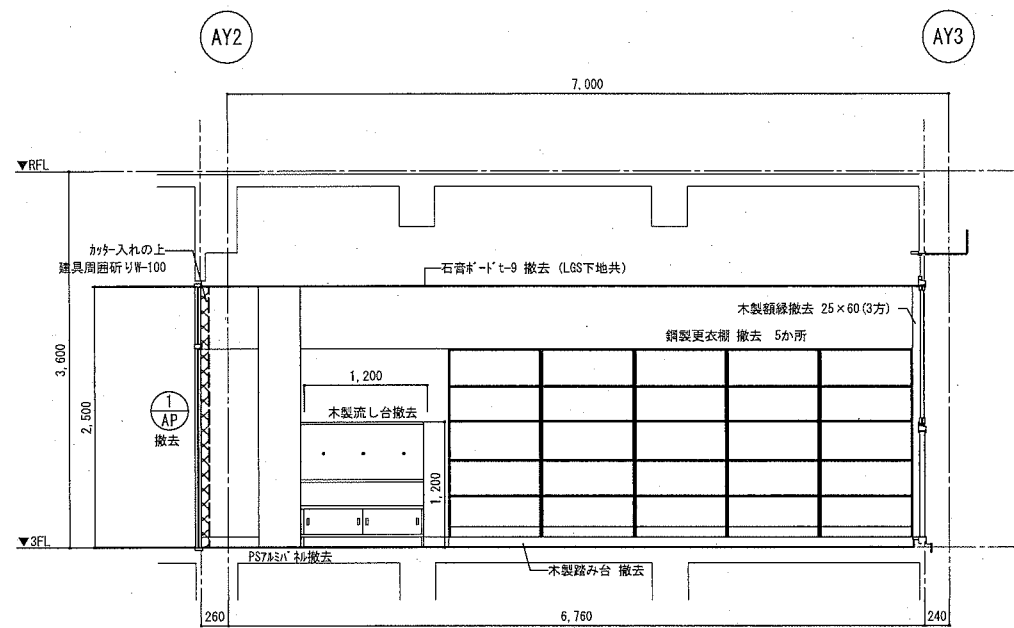 AY2
AY3
7,000
▼RFL
カッター入れの上
建具周囲斫りW-100
石膏ボードt-9 撤去 (LGS下地共)
木製額縁撤去 25×60(3方)
鋼製更衣棚 撤去 5か所
3,600
2,500
1,200
木製流し台撤去
1
AP
撤去
1,200
▼3FL
PSアルミパネル撤去
木製踏み台 撤去
260
6,760
240